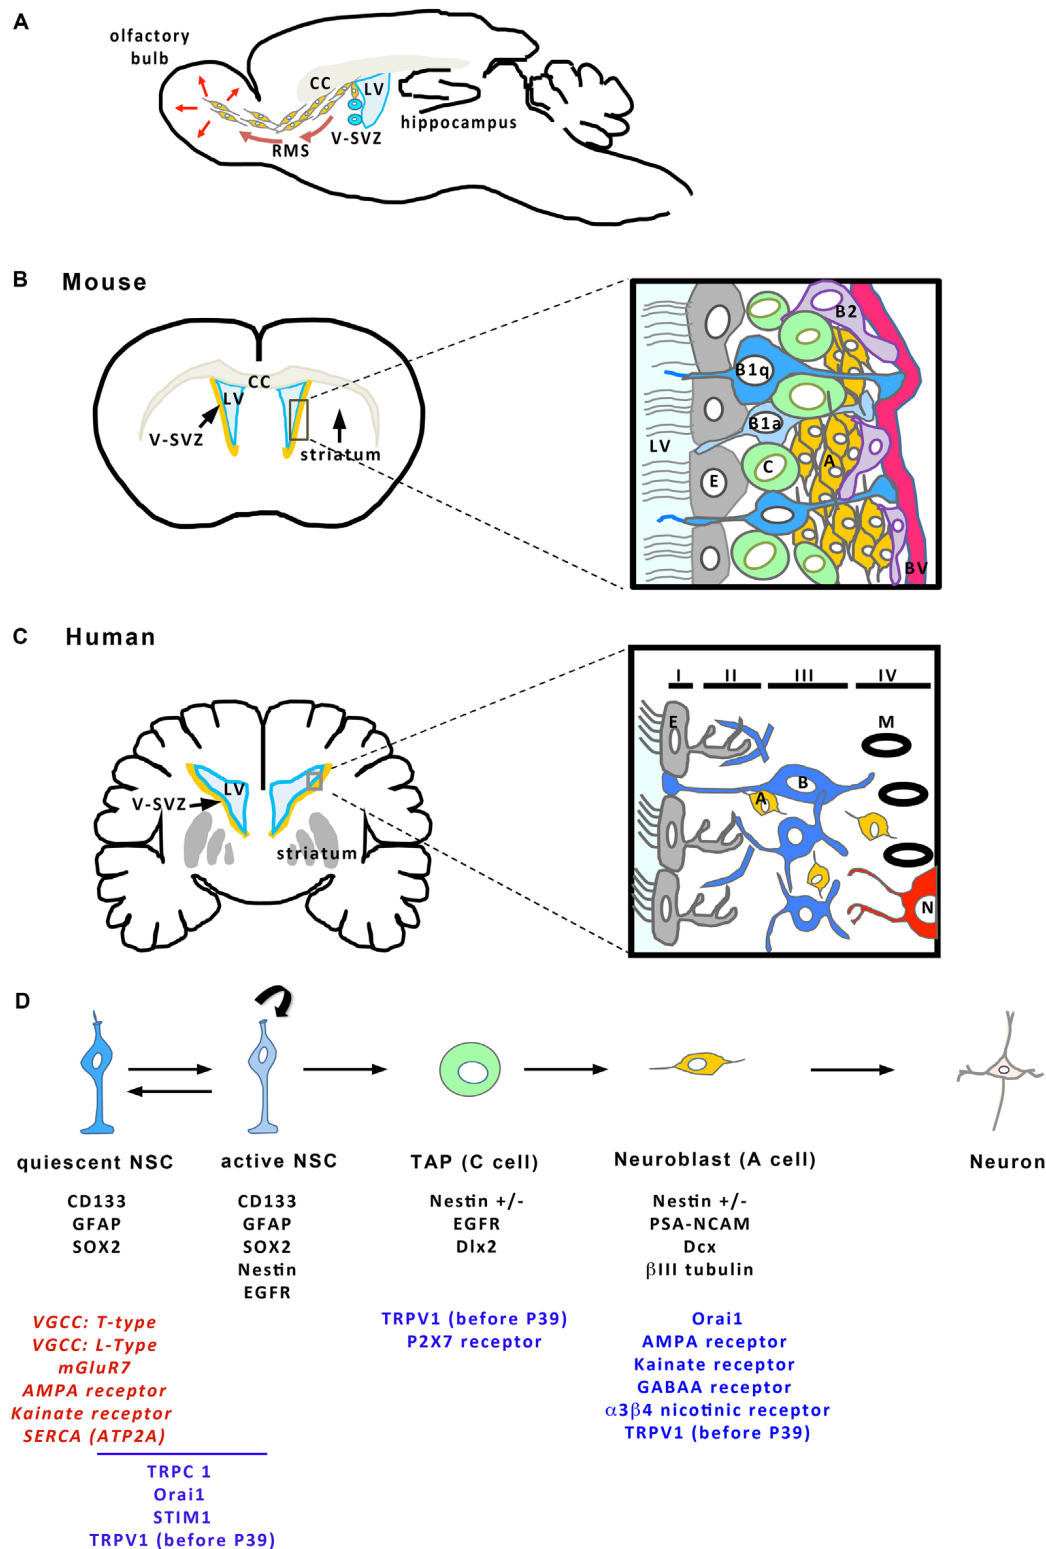 A
olfactory
bulb
CC
LV
hippocampus
V-SVZ
RMS
B Mouse
CC
LV
V-SVZ
striatum
B2
B1q
B1a
LV
A
C
E
BV
C Human
I II III IV
E
M
LV
B
V-SVZ
A
striatum
N
D
quiescent NSC
CD133
GFAP
SOX2
VGCC: T-type
VGCC: L-Type
mGluR7
AMPA receptor
Kainate receptor
SERCA (ATP2A)
active NSC
CD133
GFAP
SOX2
Nestin
EGFR
TRPC 1
Orai1
STIM1
TRPV1 (before P39)
TAP (C cell)
Nestin +/-
EGFR
Dlx2
TRPV1 (before P39)
P2X7 receptor
Neuroblast (A cell)
Nestin +/-
PSA-NCAM
Dcx
βIII tubulin
Orai1
AMPA receptor
Kainate receptor
GABAA receptor
α3β4 nicotinic receptor
TRPV1 (before P39)
Neuron